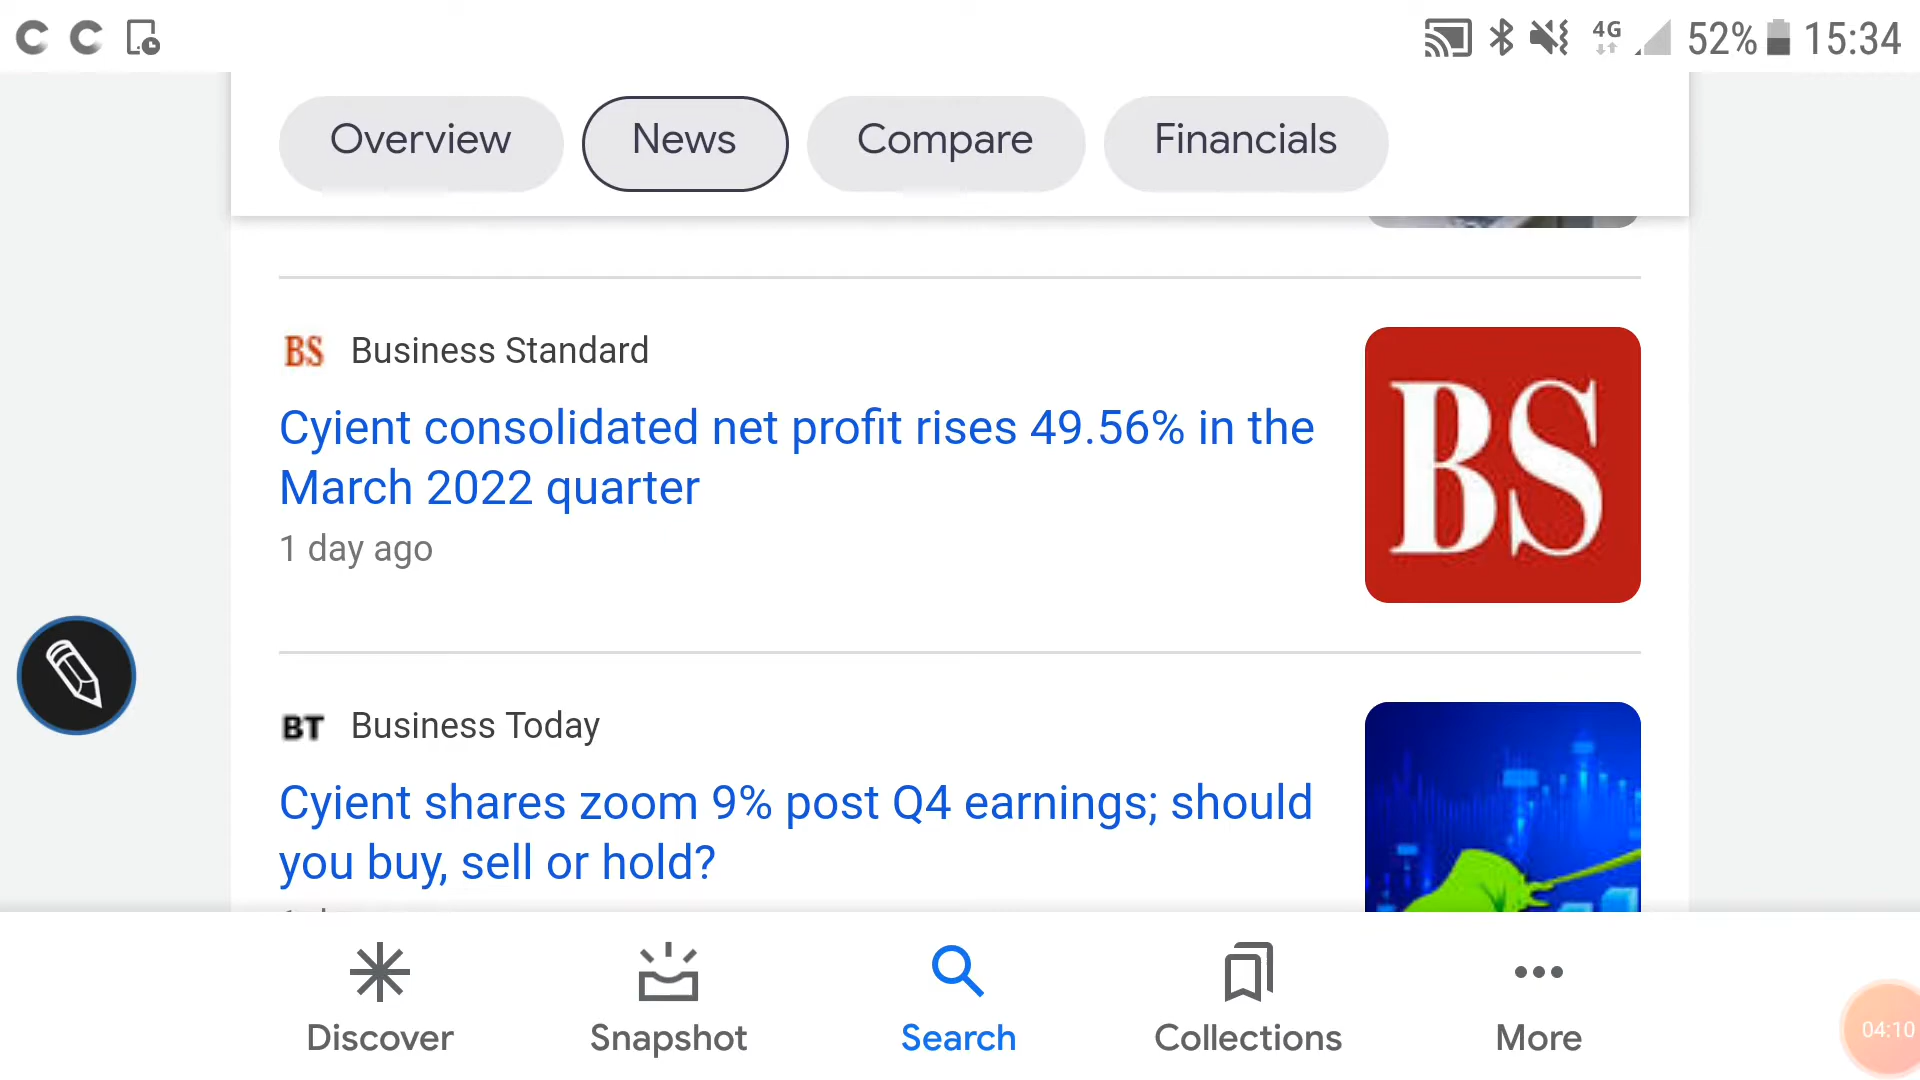 4G 52% 15:34
Overview News Compare Financials
BS Business Standard
Cyient consolidated net profit rises 49.56% in the
March 2022 quarter
1 day ago
BS
BT Business Today
Cyient shares zoom 9% post Q4 earnings; should
you buy, sell or hold?
Discover Snapshot Search Collections More
04:10